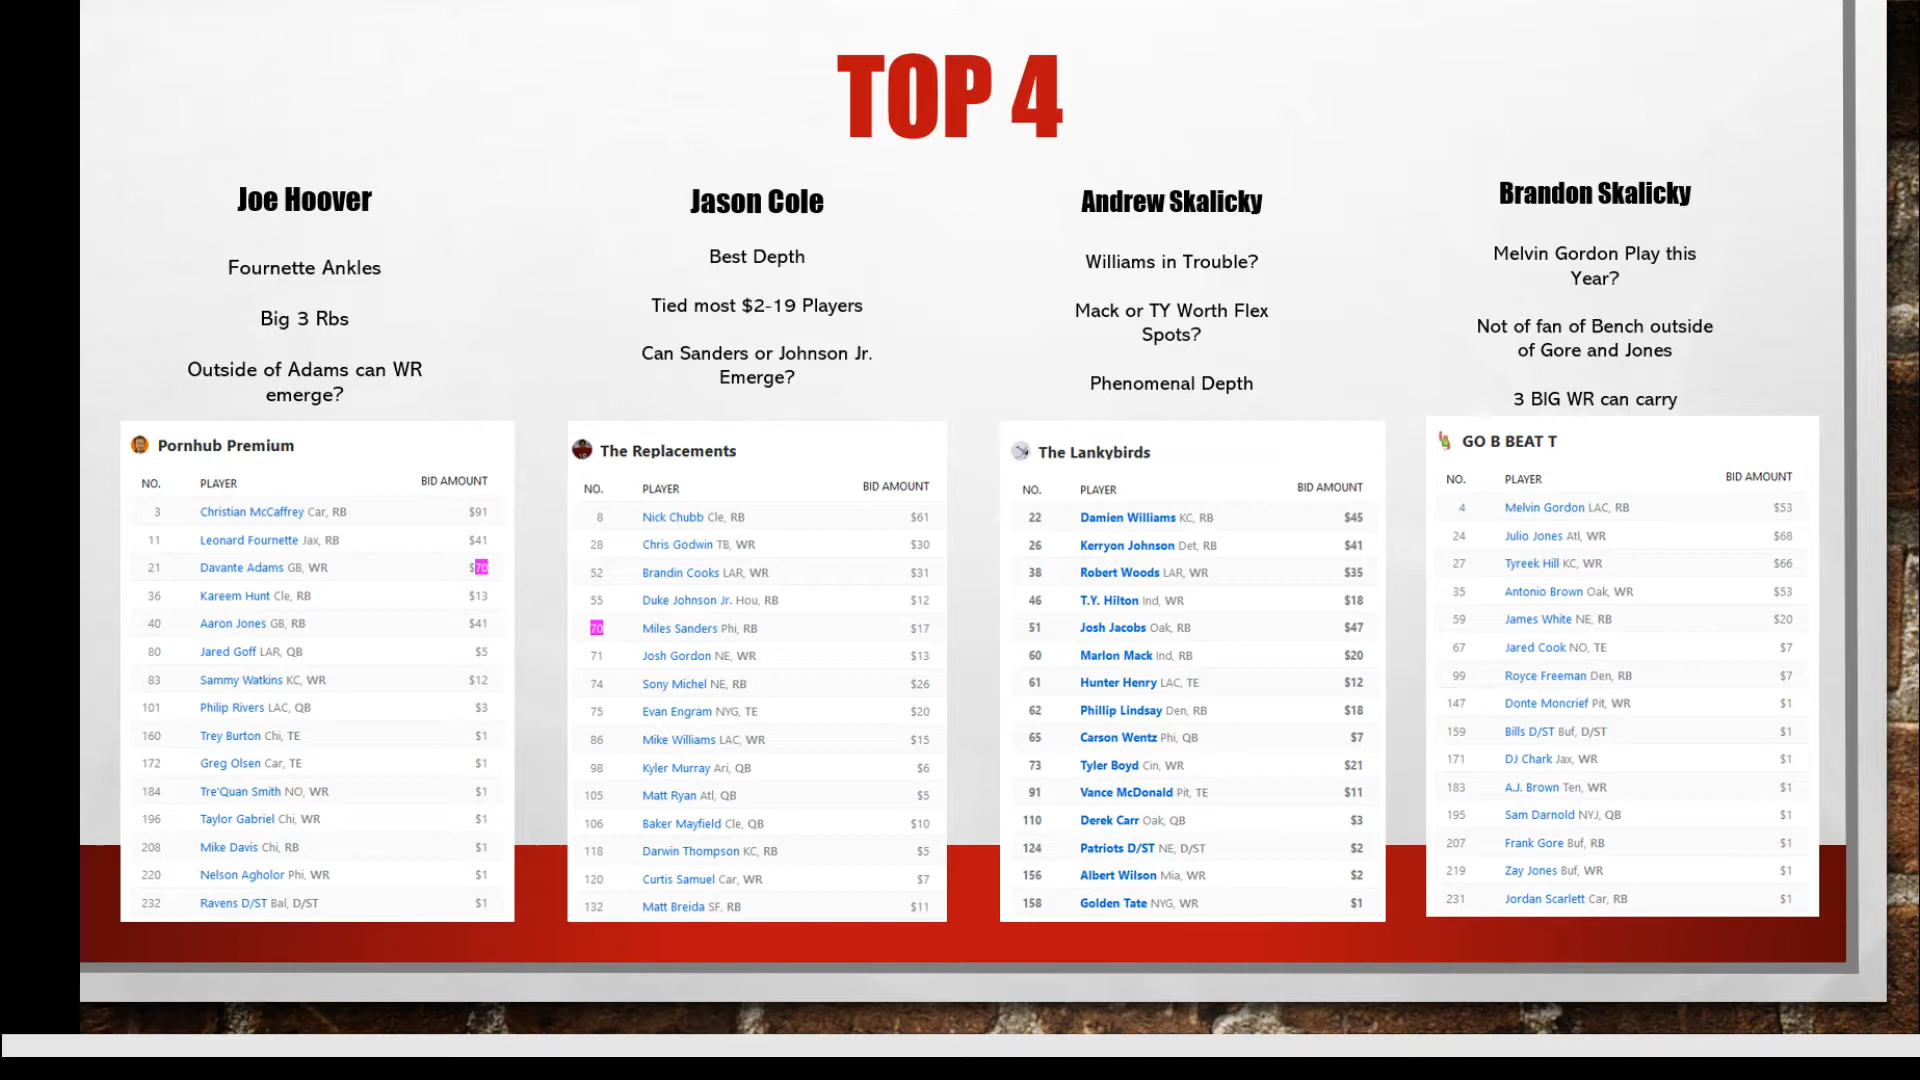 TOP 4
Joe Hoover
Fournette Ankles
Big 3 Rbs
Outside of Adams can WR
emerge?
Pornhub Premium
NO. PLAYER BID AMOUNT
3 Christian McCaffrey Car, RB $91
11 Leonard Fournette Jax, RB $41
21 Davante Adams GB, WR $70
36 Kareem Hunt Cle, RB $13
40 Aaron Jones GB, RB $41
80 Jared Goff LAR, QB $5
83 Sammy Watkins KC, WR $12
101 Philip Rivers LAC, QB $3
160 Trey Burton Chi, TE $1
172 Greg Olsen Car, TE $1
184 Tre'Quan Smith NO, WR $1
196 Taylor Gabriel Chi, WR $1
208 Mike Davis Chi, RB $1
220 Nelson Agholor Phi, WR $1
232 Ravens D/ST Bal, D/ST $1
Jason Cole
Best Depth
Tied most $2-19 Players
Can Sanders or Johnson Jr.
Emerge?
The Replacements
NO. PLAYER BID AMOUNT
8 Nick Chubb Cle, RB $61
28 Chris Godwin TB, WR $30
52 Brandin Cooks LAR, WR $31
55 Duke Johnson Jr. Hou, RB $12
70 Miles Sanders Phi, RB $17
71 Josh Gordon NE, WR $13
74 Sony Michel NE, RB $26
75 Evan Engram NYG, TE $20
86 Mike Williams LAC, WR $15
98 Kyler Murray Ari, QB $6
105 Matt Ryan Atl, QB $5
106 Baker Mayfield Cle, QB $10
118 Darwin Thompson KC, RB $5
120 Curtis Samuel Car, WR $7
132 Matt Breida SF, RB $11
Andrew Skalicky
Williams in Trouble?
Mack or TY Worth Flex
Spots?
Phenomenal Depth
The Lankybirds
NO. PLAYER BID AMOUNT
22 Damien Williams KC, RB $45
26 Kerryon Johnson Det, RB $41
38 Robert Woods LAR, WR $35
46 T.Y. Hilton Ind, WR $18
51 Josh Jacobs Oak, RB $47
60 Marlon Mack Ind, RB $20
61 Hunter Henry LAC, TE $12
62 Phillip Lindsay Den, RB $18
65 Carson Wentz Phi, QB $7
73 Tyler Boyd Cin, WR $21
91 Vance McDonald Pit, TE $11
110 Derek Carr Oak, QB $3
124 Patriots D/ST NE, D/ST $2
156 Albert Wilson Mia, WR $2
158 Golden Tate NYG, WR $1
Brandon Skalicky
Melvin Gordon Play this
Year?
Not of fan of Bench outside
of Gore and Jones
3 BIG WR can carry
GO B BEAT T
NO. PLAYER BID AMOUNT
4 Melvin Gordon LAC, RB $53
24 Julio Jones Atl, WR $68
27 Tyreek Hill KC, WR $66
35 Antonio Brown Oak, WR $53
59 James White NE, RB $20
67 Jared Cook NO, TE $7
99 Royce Freeman Den, RB $7
147 Donte Moncrief Pit, WR $1
159 Bills D/ST Buf, D/ST $1
171 DJ Chark Jax, WR $1
183 A.J. Brown Ten, WR $1
195 Sam Darnold NYJ, QB $1
207 Frank Gore Buf, RB $1
219 Zay Jones Buf, WR $1
231 Jordan Scarlett Car, RB $1